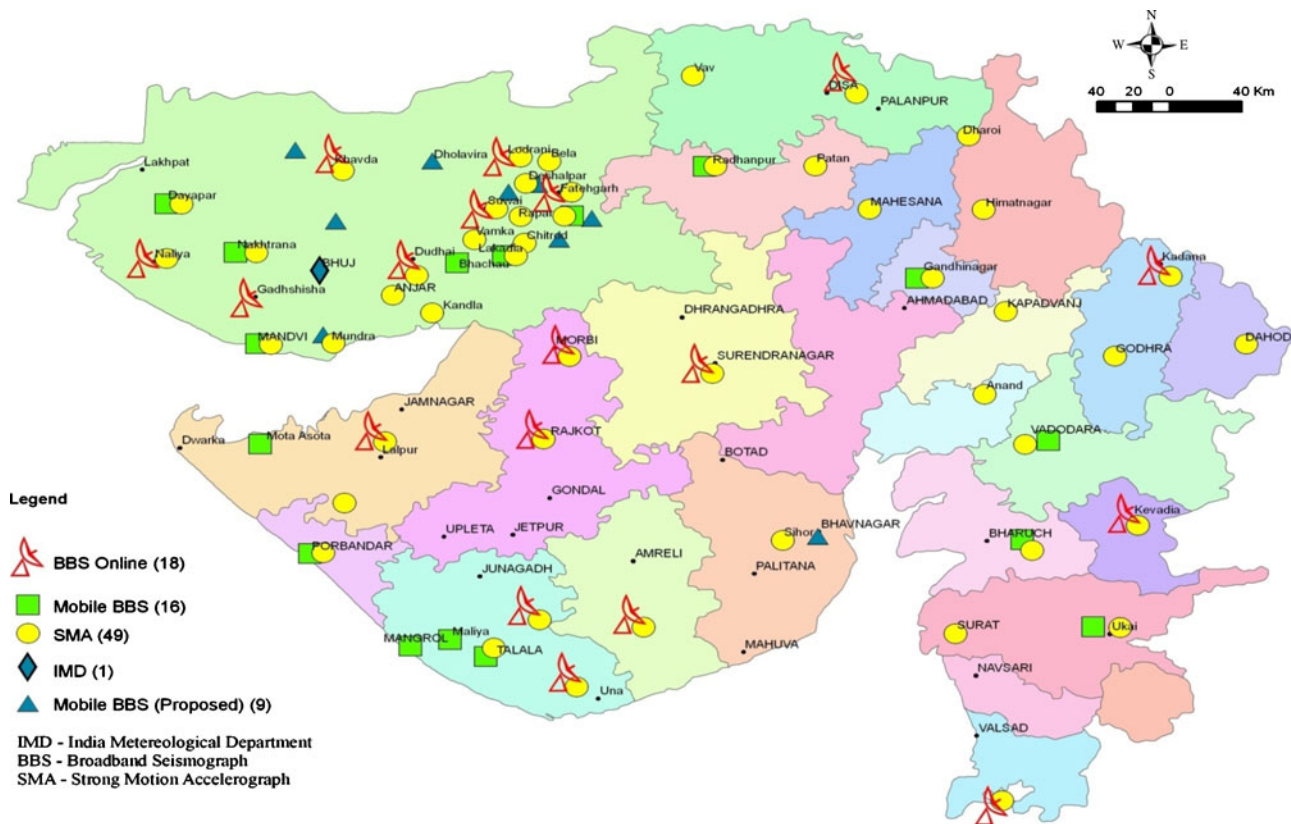 N
W E
S
40 20 0 40 Km
Vav
DISA
PALANPUR
Dharoi
Lakhpat
Khavda
Dholavira
Lodrani
Bela
Radhanpur
Patan
Dayapar
Deshalpar
Fatehgarh
Suvai
Rapar
MAHESANA
Himatnagar
Naliya
Nakhtrana
BHUJ
Dudhai
Vamka
Chitrod
Lakadia
Bhachau
Gandhinagar
Kadana
Gadhshisha
ANJAR
Kandla
DHRANGADHRA
AHMADABAD
KAPADVANJ
MANDVI
Mundra
MORBI
SURENDRANAGAR
GODHRA
DAHOD
Anand
JAMNAGAR
Dwarka
Mota Asota
Lalpur
RAJKOT
BOTAD
VADODARA
GONDAL
Kevadia
UPLETA
JETPUR
Sihor
BHAVNAGAR
BHARUCH
PORBANDAR
JUNAGADH
AMRELI
PALITANA
MANGROL
Maliya
TALALA
MAHUVA
SURAT
Ukai
Una
NAVSARI
VALSAD
Legend
BBS Online (18)
Mobile BBS (16)
SMA (49)
IMD (1)
Mobile BBS (Proposed) (9)
IMD - India Metereological Department
BBS - Broadband Seismograph
SMA - Strong Motion Accelerograph